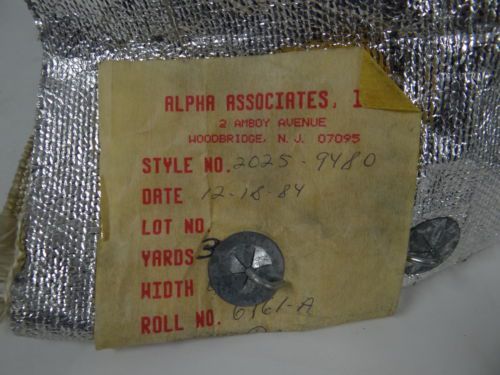 ALPHA ASSOCIATES,
2 AMBOY AVENUE
WOODBRIDGE, N. J. 07095
STYLE NO. 2025-9480
DATE 12-18-84
LOT NO.
YARDS 3
WIDTH
ROLL NO. 6161-A